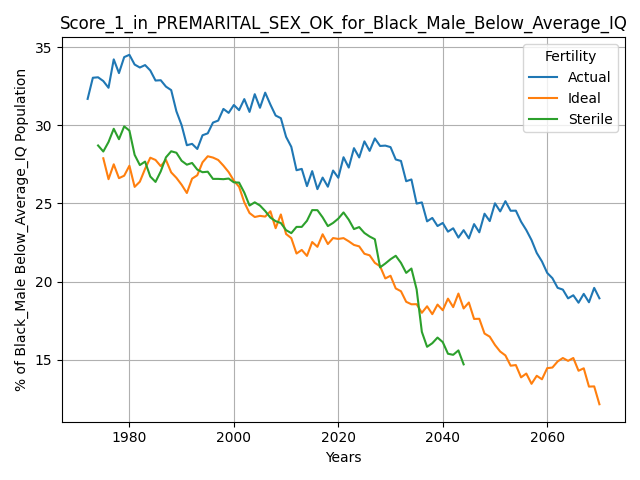 Score_1_in_PREMARITAL_SEX_OK_for_Black_Male_Below_Average_IQ
% of Black_Male Below_Average_IQ Population
35
30
25
20
15
Fertility
Actual
Ideal
Sterile
1980 2000 2020 2040 2060
Years